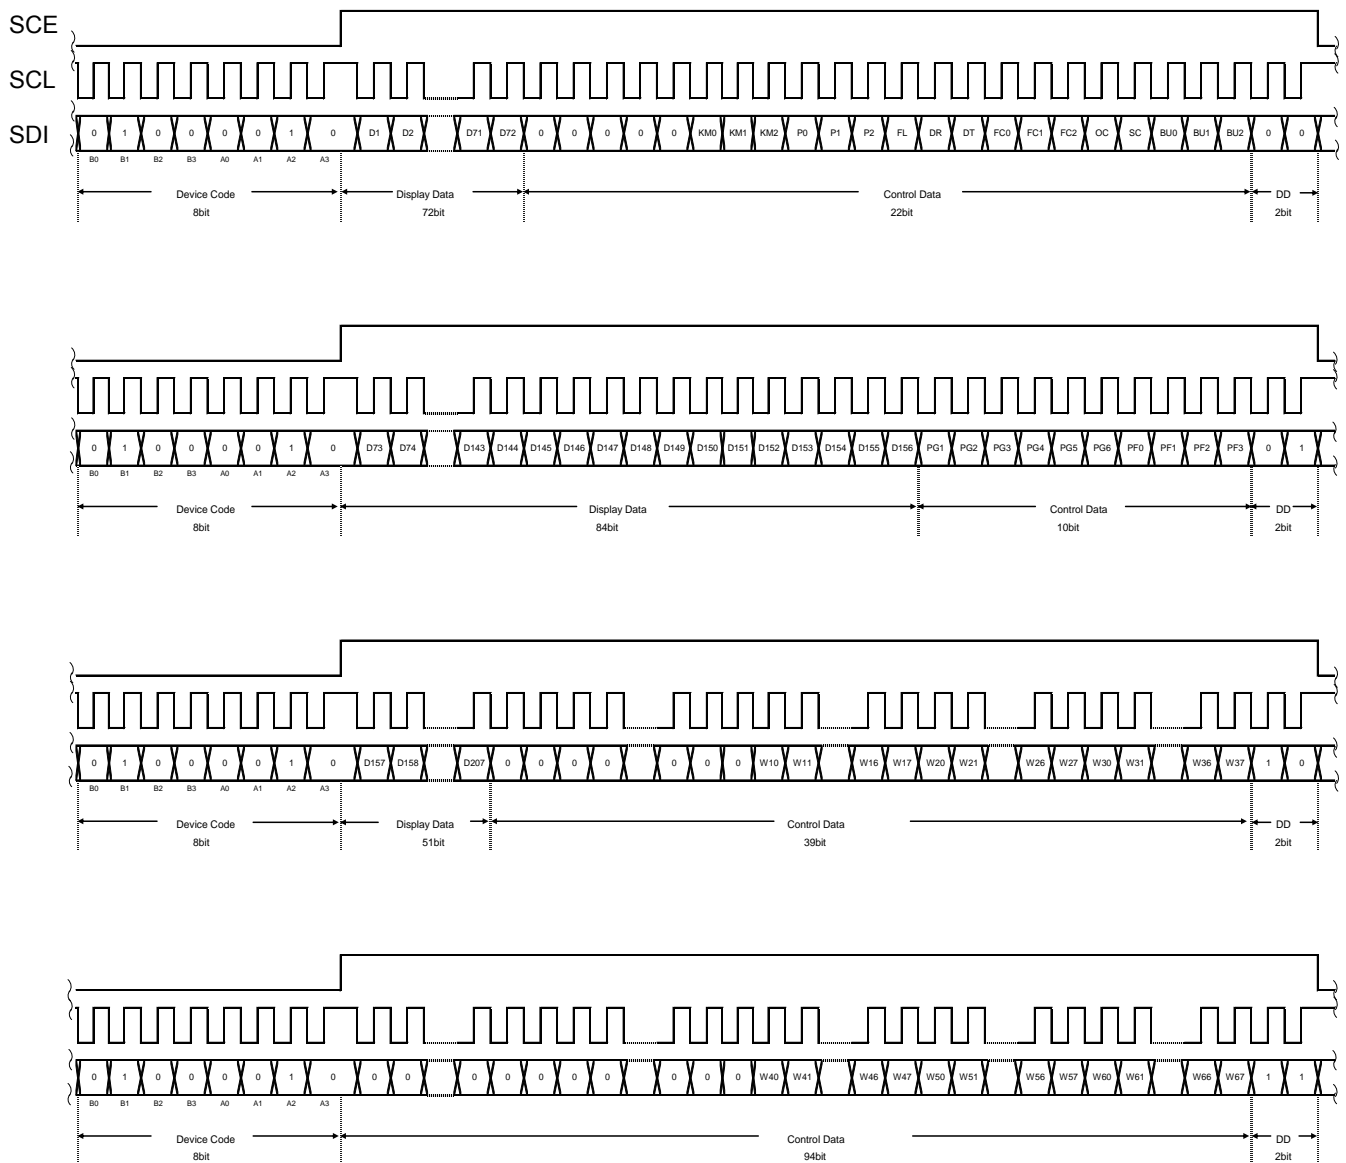 SCE
SCL
SDI
0 1 0 0 0 0 1 0 D1 D2 D71 D72 0 0 0 0 0 KM0 KM1 KM2 P0 P1 P2 FL DR DT FC0 FC1 FC2 OC SC BU0 BU1 BU2 0 0
B0 B1 B2 B3 A0 A1 A2 A3
Device Code Display Data Control Data DD
8bit 72bit 22bit 2bit
0 1 0 0 0 0 1 0 D73 D74 D143 D144 D145 D146 D147 D148 D149 D150 D151 D152 D153 D154 D155 D156 PG1 PG2 PG3 PG4 PG5 PG6 PF0 PF1 PF2 PF3 0 1
B0 B1 B2 B3 A0 A1 A2 A3
Device Code Display Data Control Data DD
8bit 84bit 10bit 2bit
0 1 0 0 0 0 1 0 D157 D158 D207 0 0 0 0 0 0 0 W10 W11 W16 W17 W20 W21 W26 W27 W30 W31 W36 W37 1 0
B0 B1 B2 B3 A0 A1 A2 A3
Device Code Display Data Control Data DD
8bit 51bit 39bit 2bit
0 1 0 0 0 0 1 0 0 0 0 0 0 0 0 0 0 0 W40 W41 W46 W47 W50 W51 W56 W57 W60 W61 W66 W67 1 1
B0 B1 B2 B3 A0 A1 A2 A3
Device Code Control Data DD
8bit 94bit 2bit